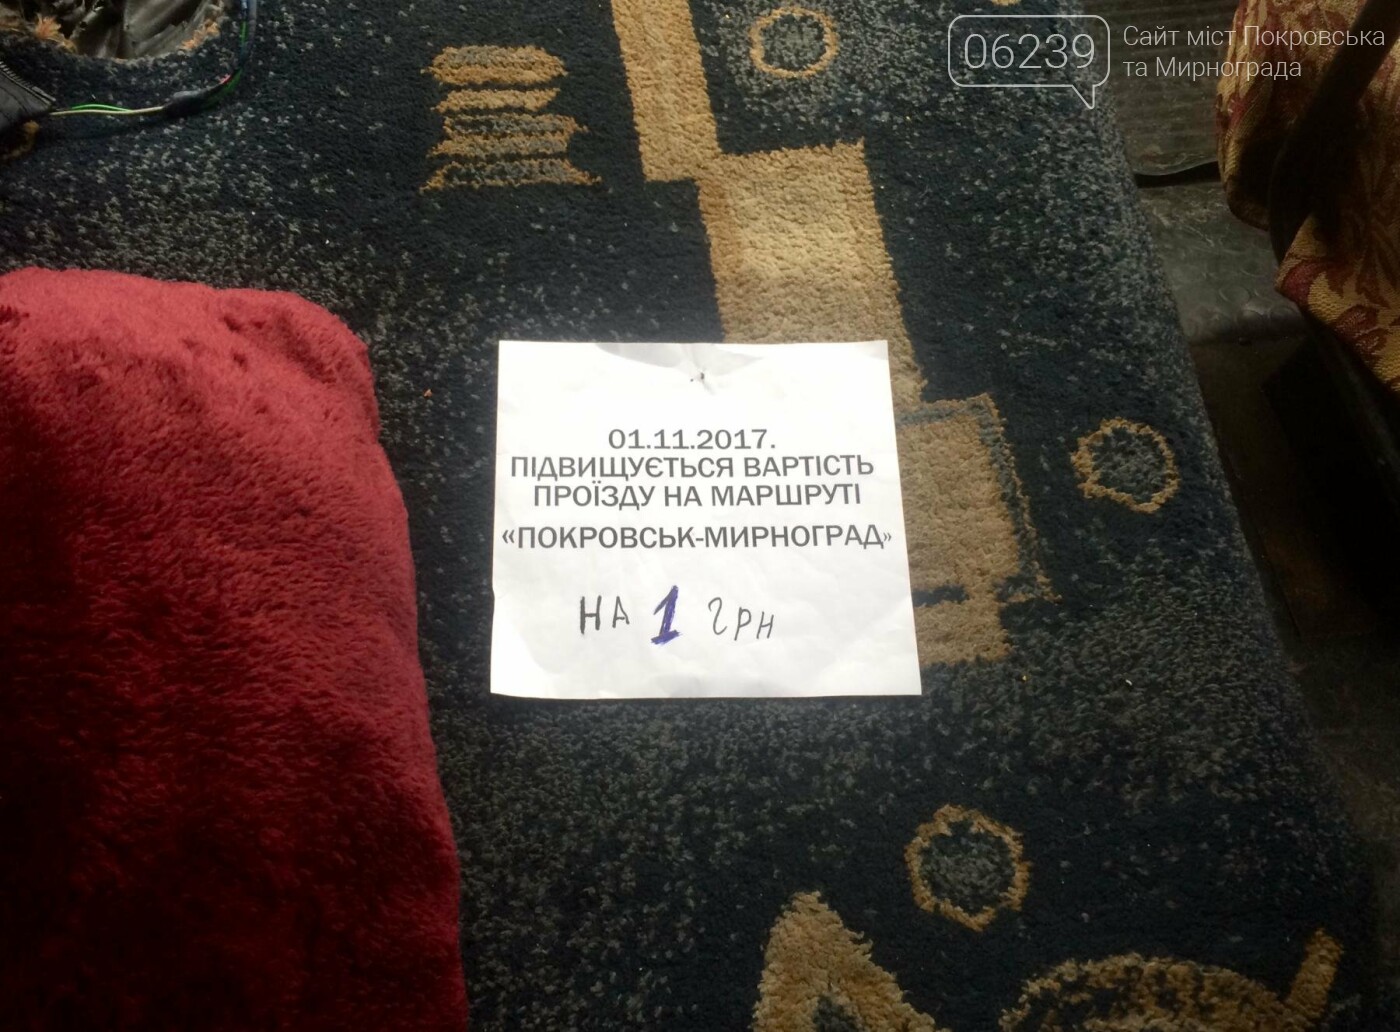 06239
Сайт міст Покровська
та Мирнограда
01.11.2017.
ПІДВИЩУЄТЬСЯ ВАРТІСТЬ
ПРОЇЗДУ НА МАРШРУТІ
«ПОКРОВСЬК-МИРНОГРАД»
НА 1 ГРН